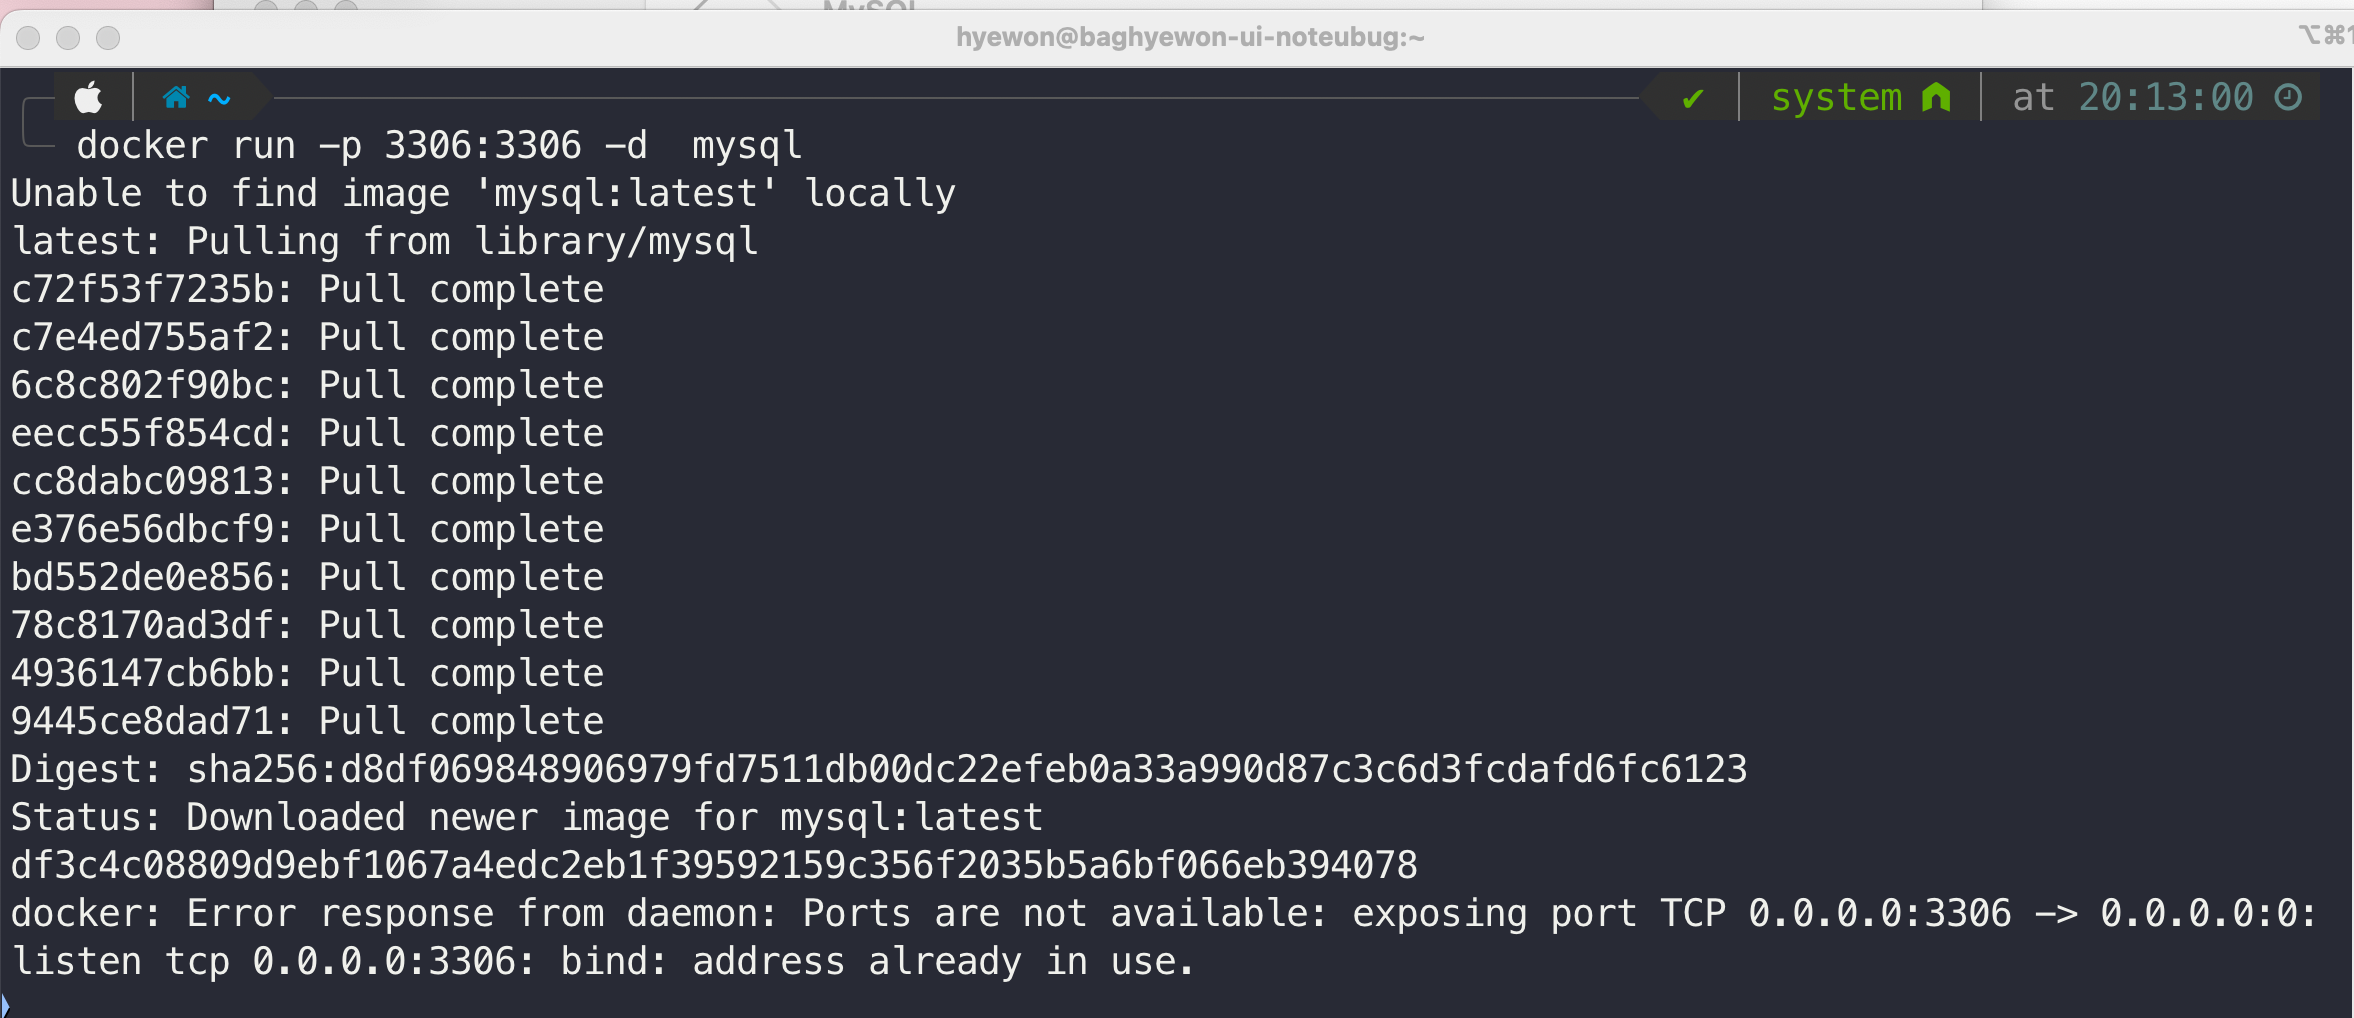 MySQL
hyewon@baghyewon-ui-noteubug:~ ⌥⌘1
~ ✔ system at 20:13:00
docker run -p 3306:3306 -d  mysql
Unable to find image 'mysql:latest' locally
latest: Pulling from library/mysql
c72f53f7235b: Pull complete
c7e4ed755af2: Pull complete
6c8c802f90bc: Pull complete
eecc55f854cd: Pull complete
cc8dabc09813: Pull complete
e376e56dbcf9: Pull complete
bd552de0e856: Pull complete
78c8170ad3df: Pull complete
4936147cb6bb: Pull complete
9445ce8dad71: Pull complete
Digest: sha256:d8df069848906979fd7511db00dc22efeb0a33a990d87c3c6d3fcdafd6fc6123
Status: Downloaded newer image for mysql:latest
df3c4c08809d9ebf1067a4edc2eb1f39592159c356f2035b5a6bf066eb394078
docker: Error response from daemon: Ports are not available: exposing port TCP 0.0.0.0:3306 -> 0.0.0.0:0:
listen tcp 0.0.0.0:3306: bind: address already in use.